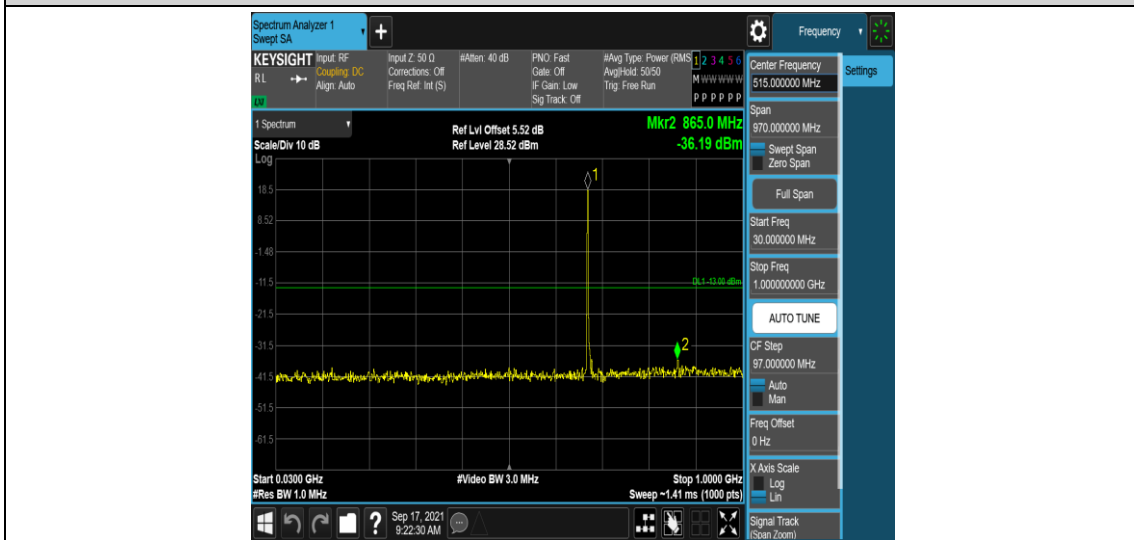 Spectrum Analyzer 1
Swept SA
+
Frequency
KEYSIGHT
RL
LXI
Input: RF
Coupling: DC
Align: Auto
Input Z: 50 Ω
Corrections: Off
Freq Ref: Int (S)
#Atten: 40 dB
PNO: Fast
Gate: Off
IF Gain: Low
Sig Track: Off
#Avg Type: Power (RMS
Avg|Hold: 50/50
Trig: Free Run
1 2 3 4 5 6
M W W W W W
P P P P P P
Center Frequency
515.000000 MHz
Settings
Span
970.000000 MHz
Swept Span
Zero Span
Full Span
Start Freq
30.000000 MHz
Stop Freq
1.000000000 GHz
AUTO TUNE
CF Step
97.000000 MHz
Auto
Man
Freq Offset
0 Hz
X Axis Scale
Log
Lin
Signal Track
(Span Zoom)
1 Spectrum
Scale/Div 10 dB
Ref Lvl Offset 5.52 dB
Ref Level 28.52 dBm
Mkr2 865.0 MHz
-36.19 dBm
Log
1
18.5
8.52
-1.48
-11.5
DL1 -13.00 dBm
-21.5
-31.5
2
-41.5
-51.5
-61.5
Start 0.0300 GHz
#Video BW 3.0 MHz
Stop 1.0000 GHz
#Res BW 1.0 MHz
Sweep ~1.41 ms (1000 pts)
?
Sep 17, 2021
9:22:30 AM